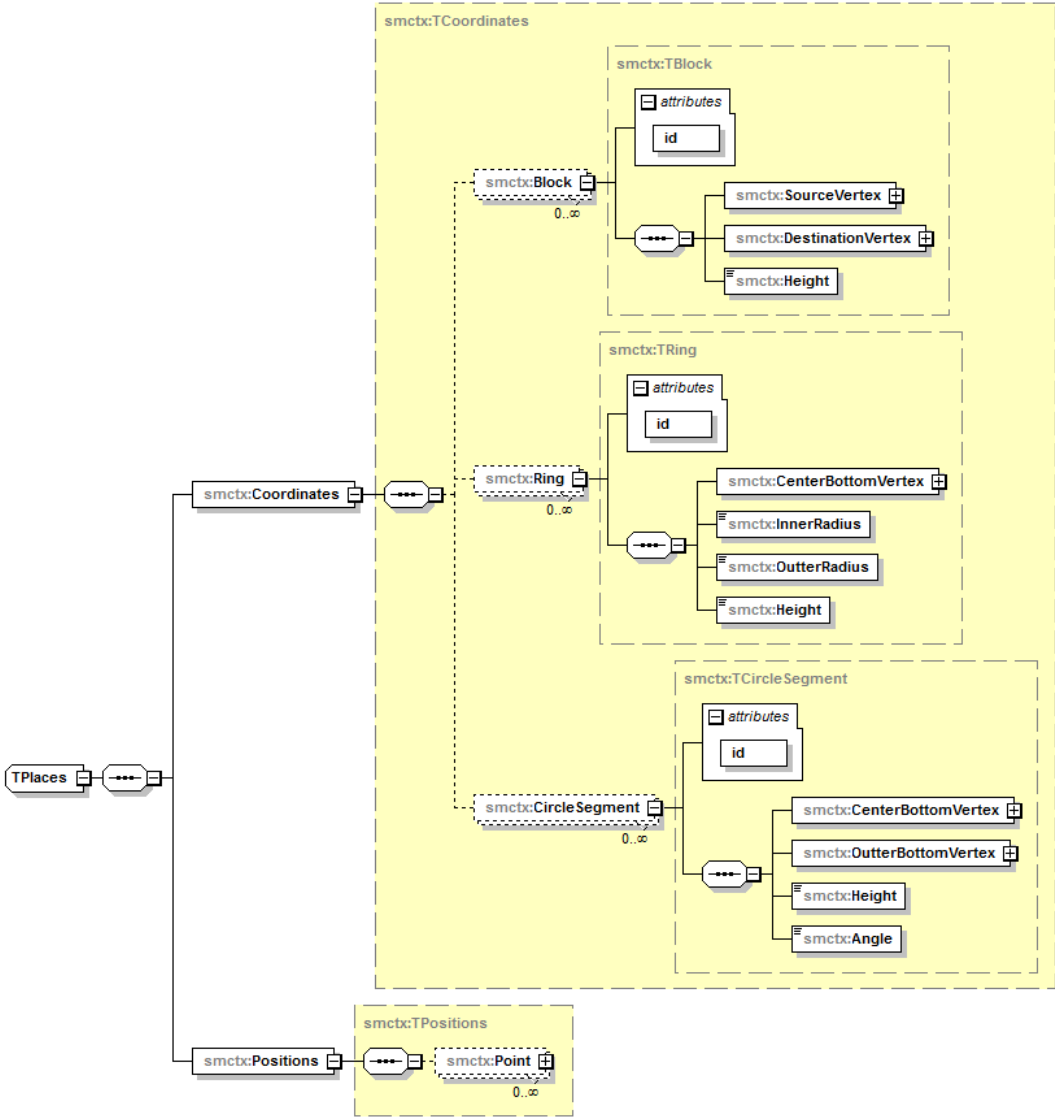 smctx:TCoordinates
smctx:TBlock
attributes
id
smctx:Block
0..∞
smctx:SourceVertex
smctx:DestinationVertex
smctx:Height
smctx:TRing
attributes
id
smctx:Ring
0..∞
smctx:CenterBottomVertex
smctx:InnerRadius
smctx:OutterRadius
smctx:Height
smctx:Coordinates
smctx:TCircleSegment
attributes
id
smctx:CircleSegment
0..∞
smctx:CenterBottomVertex
smctx:OutterBottomVertex
smctx:Height
smctx:Angle
TPlaces
smctx:TPositions
smctx:Positions
smctx:Point
0..∞